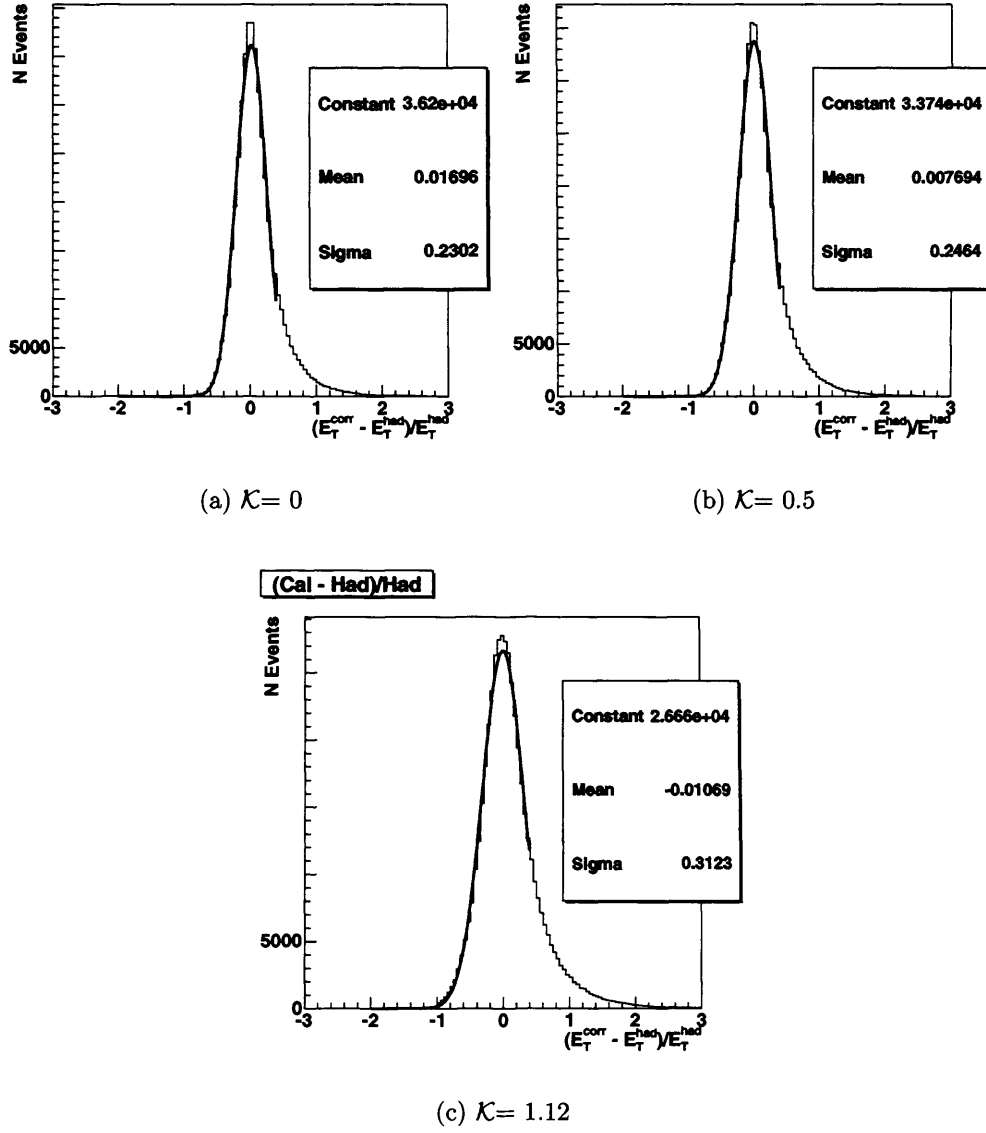 N Events
Constant 3.62e+04
Mean 0.01696
Sigma 0.2302
5000
0
-3 -2 -1 0 1 2 3
(E_T^corr - E_T^had)/E_T^had
(a) 𝒦= 0
N Events
Constant 3.374e+04
Mean 0.007694
Sigma 0.2464
5000
0
-3 -2 -1 0 1 2 3
(E_T^corr - E_T^had)/E_T^had
(b) 𝒦= 0.5
(Cal - Had)/Had
N Events
Constant 2.666e+04
Mean -0.01069
Sigma 0.3123
5000
0
-3 -2 -1 0 1 2 3
(E_T^corr - E_T^had)/E_T^had
(c) 𝒦= 1.12